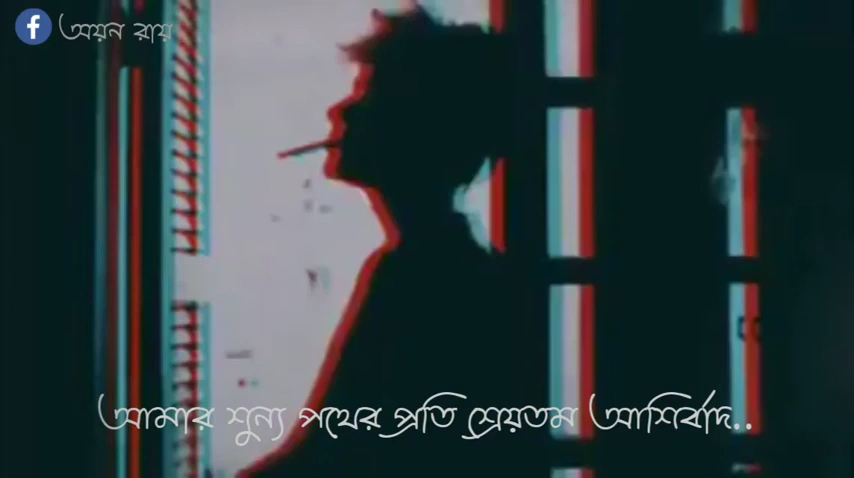 অয়ন রায়
আমার শুন্য পথের প্রতি শ্রেয়তম আশির্বাদ..